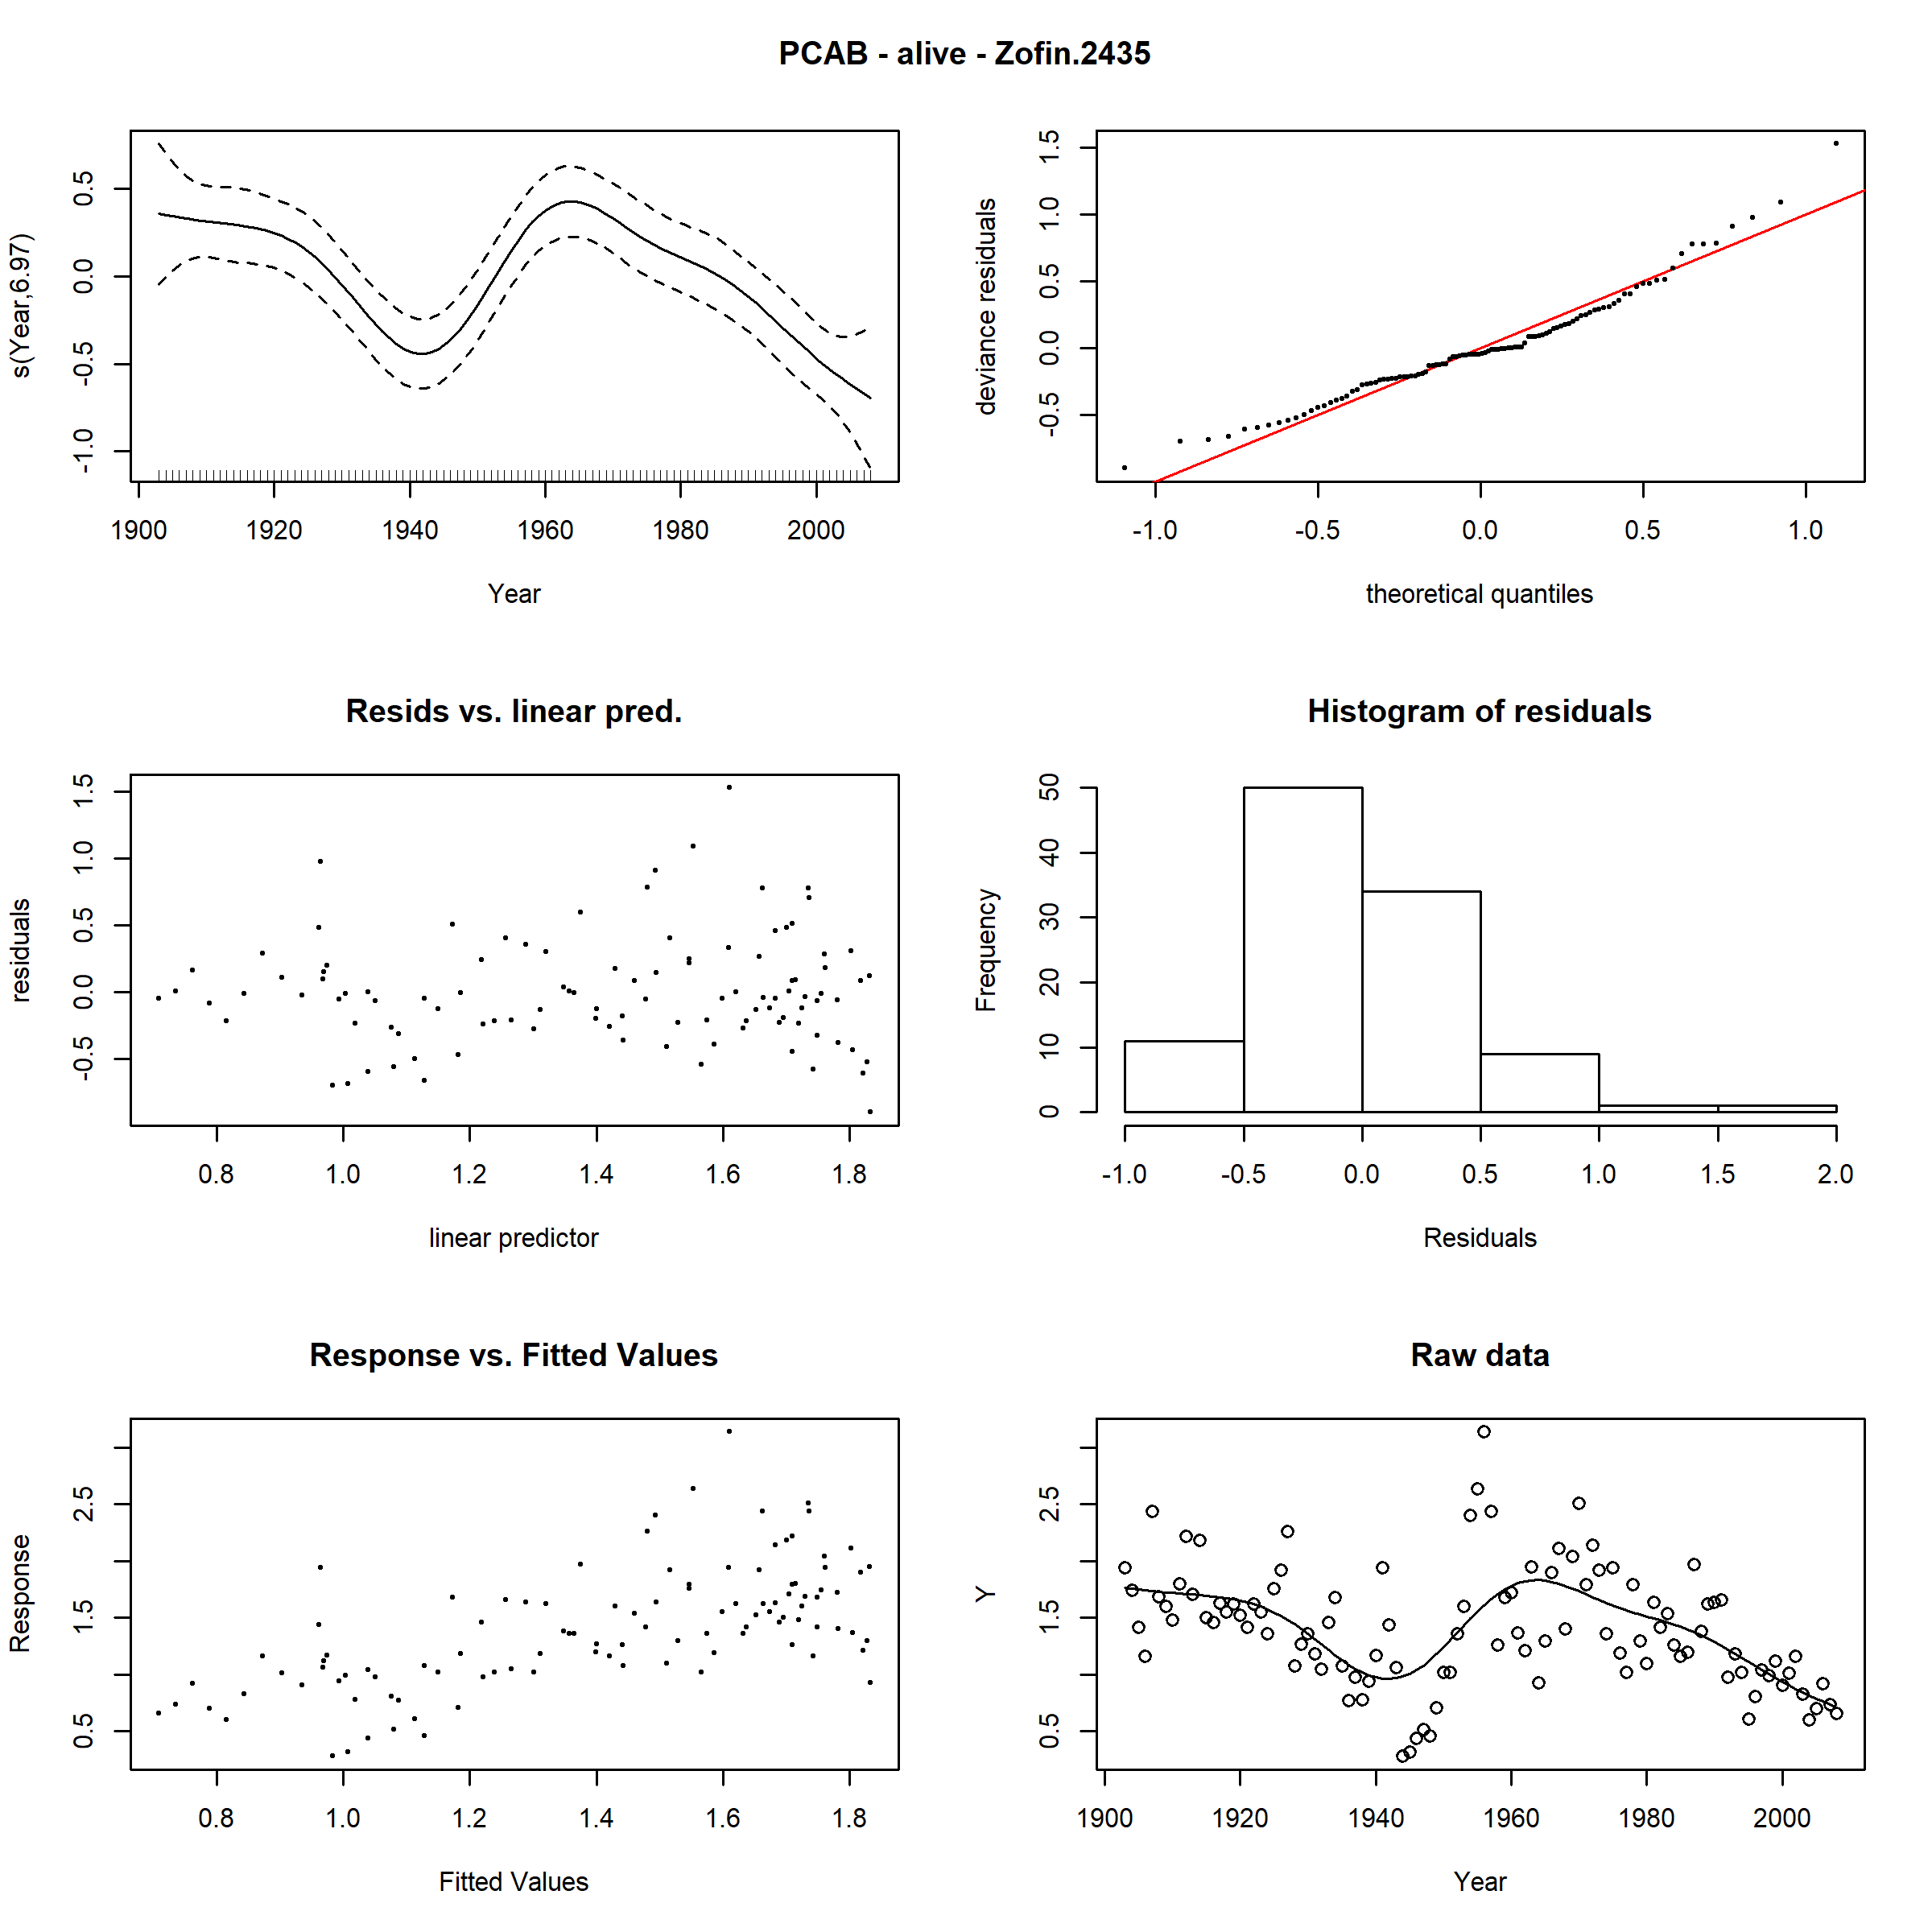 PCAB - alive - Zofin.2435
s(Year,6.97)
-1.0 -0.5 0.0 0.5
1900 1920 1940 1960 1980 2000
Year
deviance residuals
-0.5 0.0 0.5 1.0 1.5
-1.0 -0.5 0.0 0.5 1.0
theoretical quantiles
Resids vs. linear pred.
residuals
-0.5 0.0 0.5 1.0 1.5
0.8 1.0 1.2 1.4 1.6 1.8
linear predictor
Histogram of residuals
Frequency
0 10 20 30 40 50
-1.0 -0.5 0.0 0.5 1.0 1.5 2.0
Residuals
Response vs. Fitted Values
Response
0.5 1.5 2.5
0.8 1.0 1.2 1.4 1.6 1.8
Fitted Values
Raw data
Y
0.5 1.5 2.5
1900 1920 1940 1960 1980 2000
Year